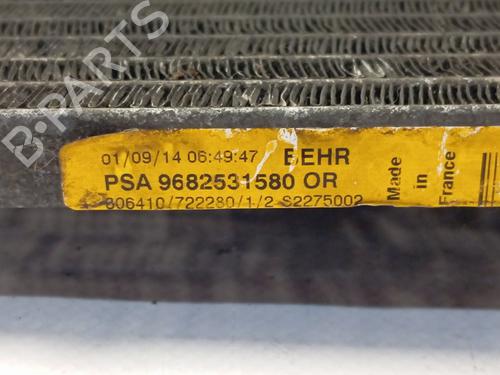 B-PARTS
01/09/14 06:49:47 BEHR
PSA 9682531580 OR
806410/722280/1/2 S2275002
Made
in
France